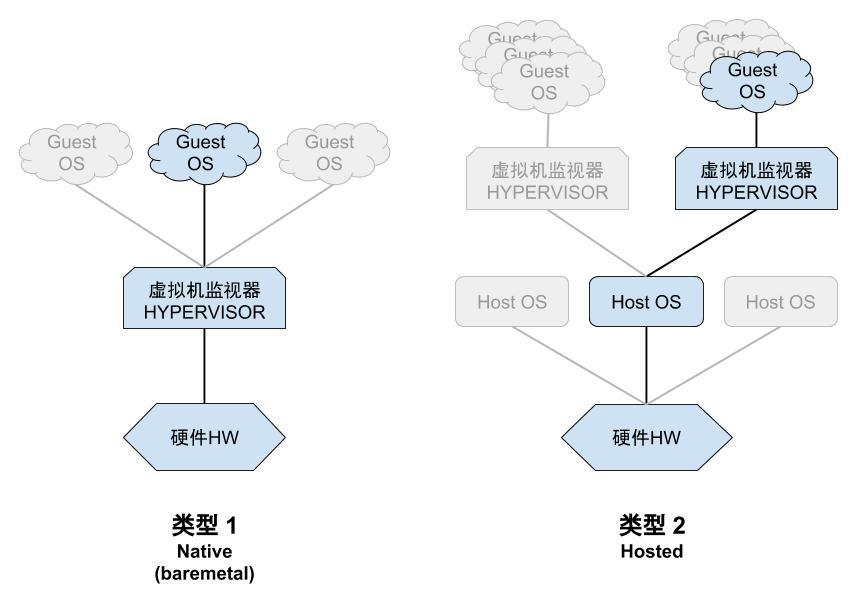 Guest
OS
Guest
OS
Guest
OS
虚拟机监视器
HYPERVISOR
硬件HW
类型 1
Native
(baremetal)
Guest
Guest
Guest
OS
Guest
Guest
Guest
OS
虚拟机监视器
HYPERVISOR
虚拟机监视器
HYPERVISOR
Host OS
Host OS
Host OS
硬件HW
类型 2
Hosted